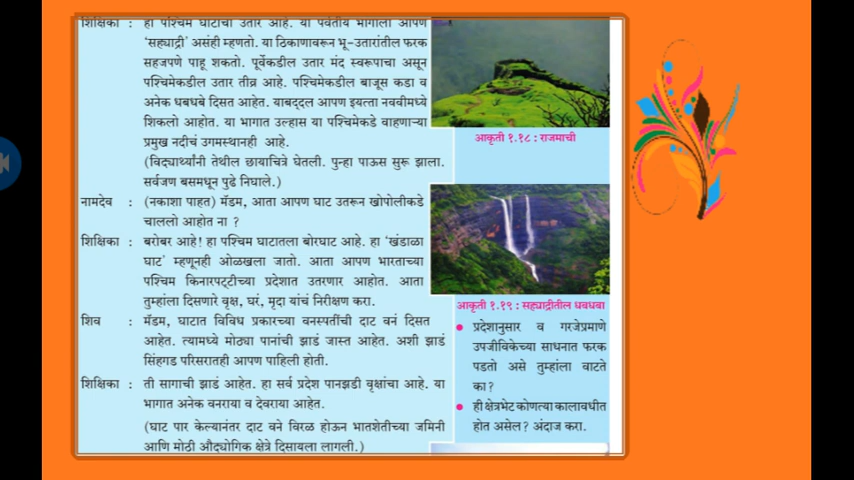 शिक्षिका : हा पश्चिम घाटाचा उतार आहे. या पर्वतीय भागाला आपण
‘सह्याद्री’ असंही म्हणतो. या ठिकाणावरून भू-उतारांतील फरक
सहजपणे पाहू शकतो. पूर्वेकडील उतार मंद स्वरूपाचा असून
पश्चिमेकडील उतार तीव्र आहे. पश्चिमेकडील बाजूस कडा व
अनेक धबधबे दिसत आहेत. याबद्दल आपण इयत्ता नववीमध्ये
शिकलो आहोत. या भागात उल्हास या पश्चिमेकडे वाहणाऱ्या
प्रमुख नदीचं उगमस्थानही आहे.
(विद्यार्थ्यांनी तेथील छायाचित्रे घेतली. पुन्हा पाऊस सुरू झाला.
सर्वजण बसमधून पुढे निघाले.)
नामदेव : (नकाशा पाहत) मॅडम, आता आपण घाट उतरून खोपोलीकडे
चाललो आहोत ना ?
शिक्षिका : बरोबर आहे! हा पश्चिम घाटातला बोरघाट आहे. हा ‘खंडाळा
घाट’ म्हणूनही ओळखला जातो. आता आपण भारताच्या
पश्चिम किनारपट्टीच्या प्रदेशात उतरणार आहोत. आता
तुम्हांला दिसणारे वृक्ष, घरं, मृदा यांचं निरीक्षण करा.
शिव : मॅडम, घाटात विविध प्रकारच्या वनस्पतींची दाट वनं दिसत
आहेत. त्यामध्ये मोठ्या पानांची झाडं जास्त आहेत. अशी झाडं
सिंहगड परिसरातही आपण पाहिली होती.
शिक्षिका : ती सागाची झाडं आहेत. हा सर्व प्रदेश पानझडी वृक्षांचा आहे. या
भागात अनेक वनराया व देवराया आहेत.
(घाट पार केल्यानंतर दाट वने विरळ होऊन भातशेतीच्या जमिनी
आणि मोठी औद्योगिक क्षेत्रे दिसायला लागली.)
आकृती १.१८ : राजमाची
आकृती १.१९ : सह्याद्रीतील धबधबा
● प्रदेशानुसार व गरजेप्रमाणे
उपजीविकेच्या साधनात फरक
पडतो असे तुम्हांला वाटते
का?
● ही क्षेत्रभेट कोणत्या कालावधीत
होत असेल? अंदाज करा.